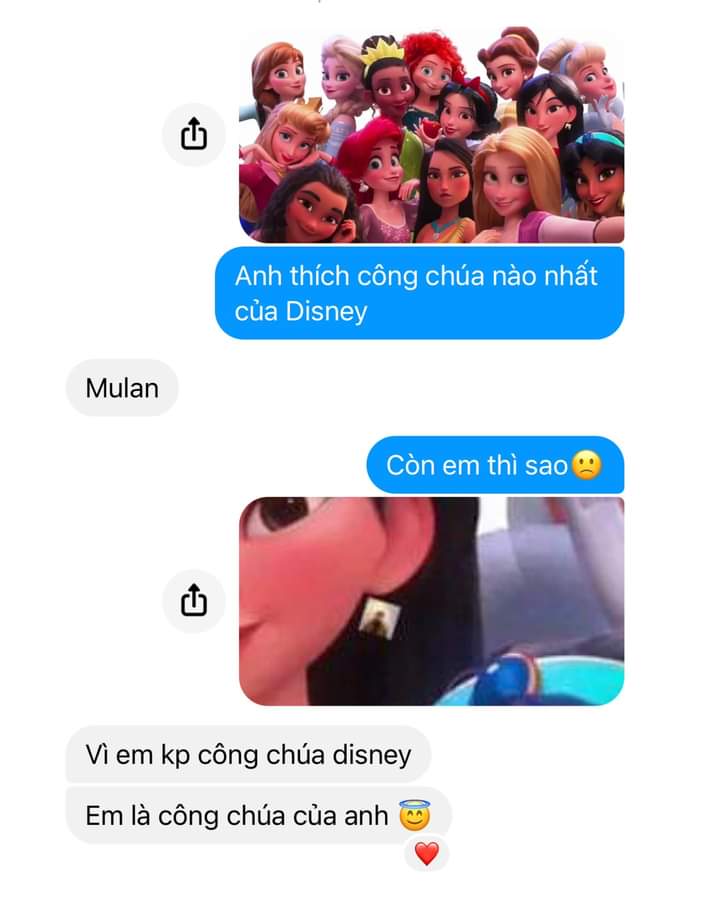 Anh thích công chúa nào nhất
của Disney
Mulan
Còn em thì sao🙁
Vì em kp công chúa disney
Em là công chúa của anh 😇
❤️